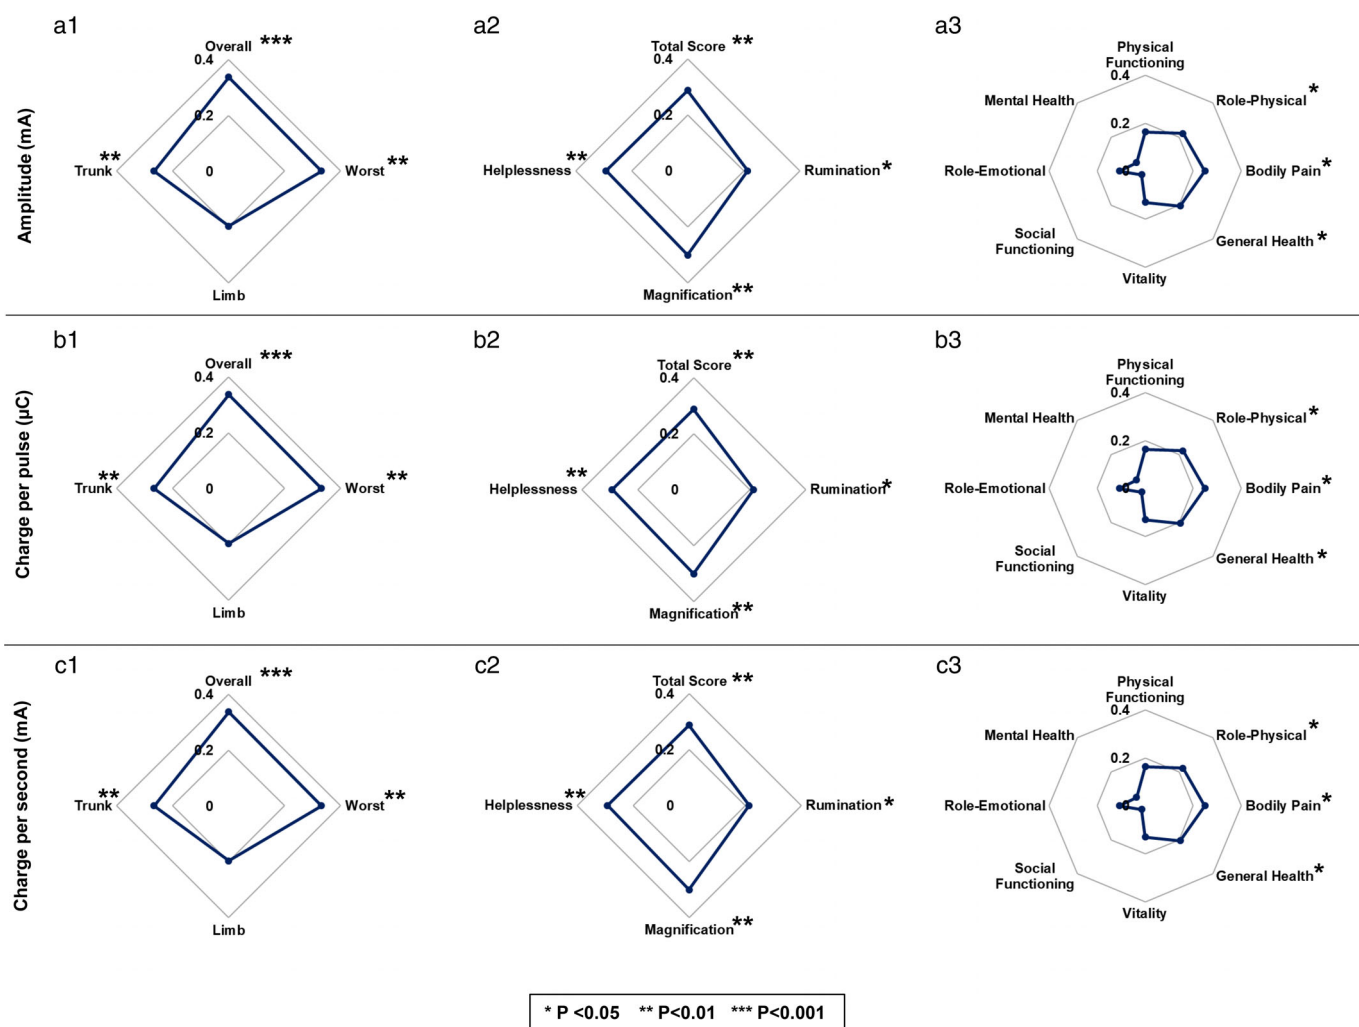 a1
a2
a3
Amplitude (mA)
Overall ***
0.4
0.2
0
Trunk **
Worst **
Limb
Total Score **
0.4
0.2
0
Helplessness **
Rumination *
Magnification **
Physical
Functioning
0.4
0.2
0
Mental Health
Role-Physical *
Role-Emotional
Bodily Pain *
Social
Functioning
General Health *
Vitality
b1
b2
b3
Charge per pulse (µC)
Overall ***
0.4
0.2
0
Trunk **
Worst **
Limb
Total Score **
0.4
0.2
0
Helplessness **
Rumination *
Magnification **
Physical
Functioning
0.4
0.2
0
Mental Health
Role-Physical *
Role-Emotional
Bodily Pain *
Social
Functioning
General Health *
Vitality
c1
c2
c3
Charge per second (mA)
Overall ***
0.4
0.2
0
Trunk **
Worst **
Limb
Total Score **
0.4
0.2
0
Helplessness **
Rumination *
Magnification **
Physical
Functioning
0.4
0.2
0
Mental Health
Role-Physical *
Role-Emotional
Bodily Pain *
Social
Functioning
General Health *
Vitality
* P <0.05 ** P<0.01 *** P<0.001